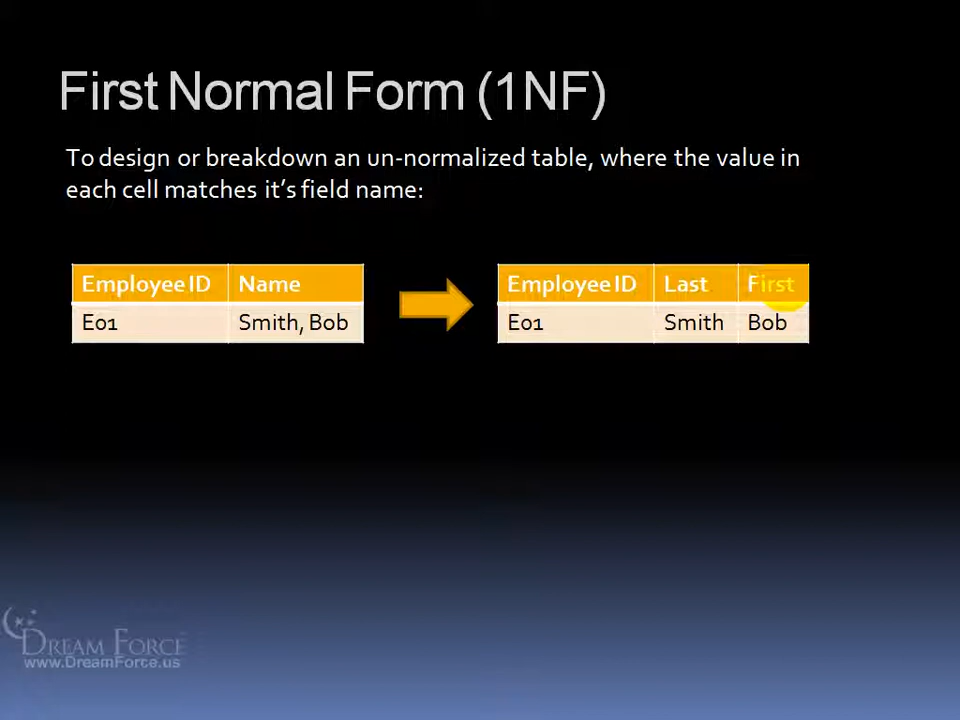 First Normal Form (1NF)
To design or breakdown an un-normalized table, where the value in
each cell matches it’s field name:
Employee ID Name
E01 Smith, Bob
Employee ID Last First
E01 Smith Bob
DREAM FORCE
www.DreamForce.us